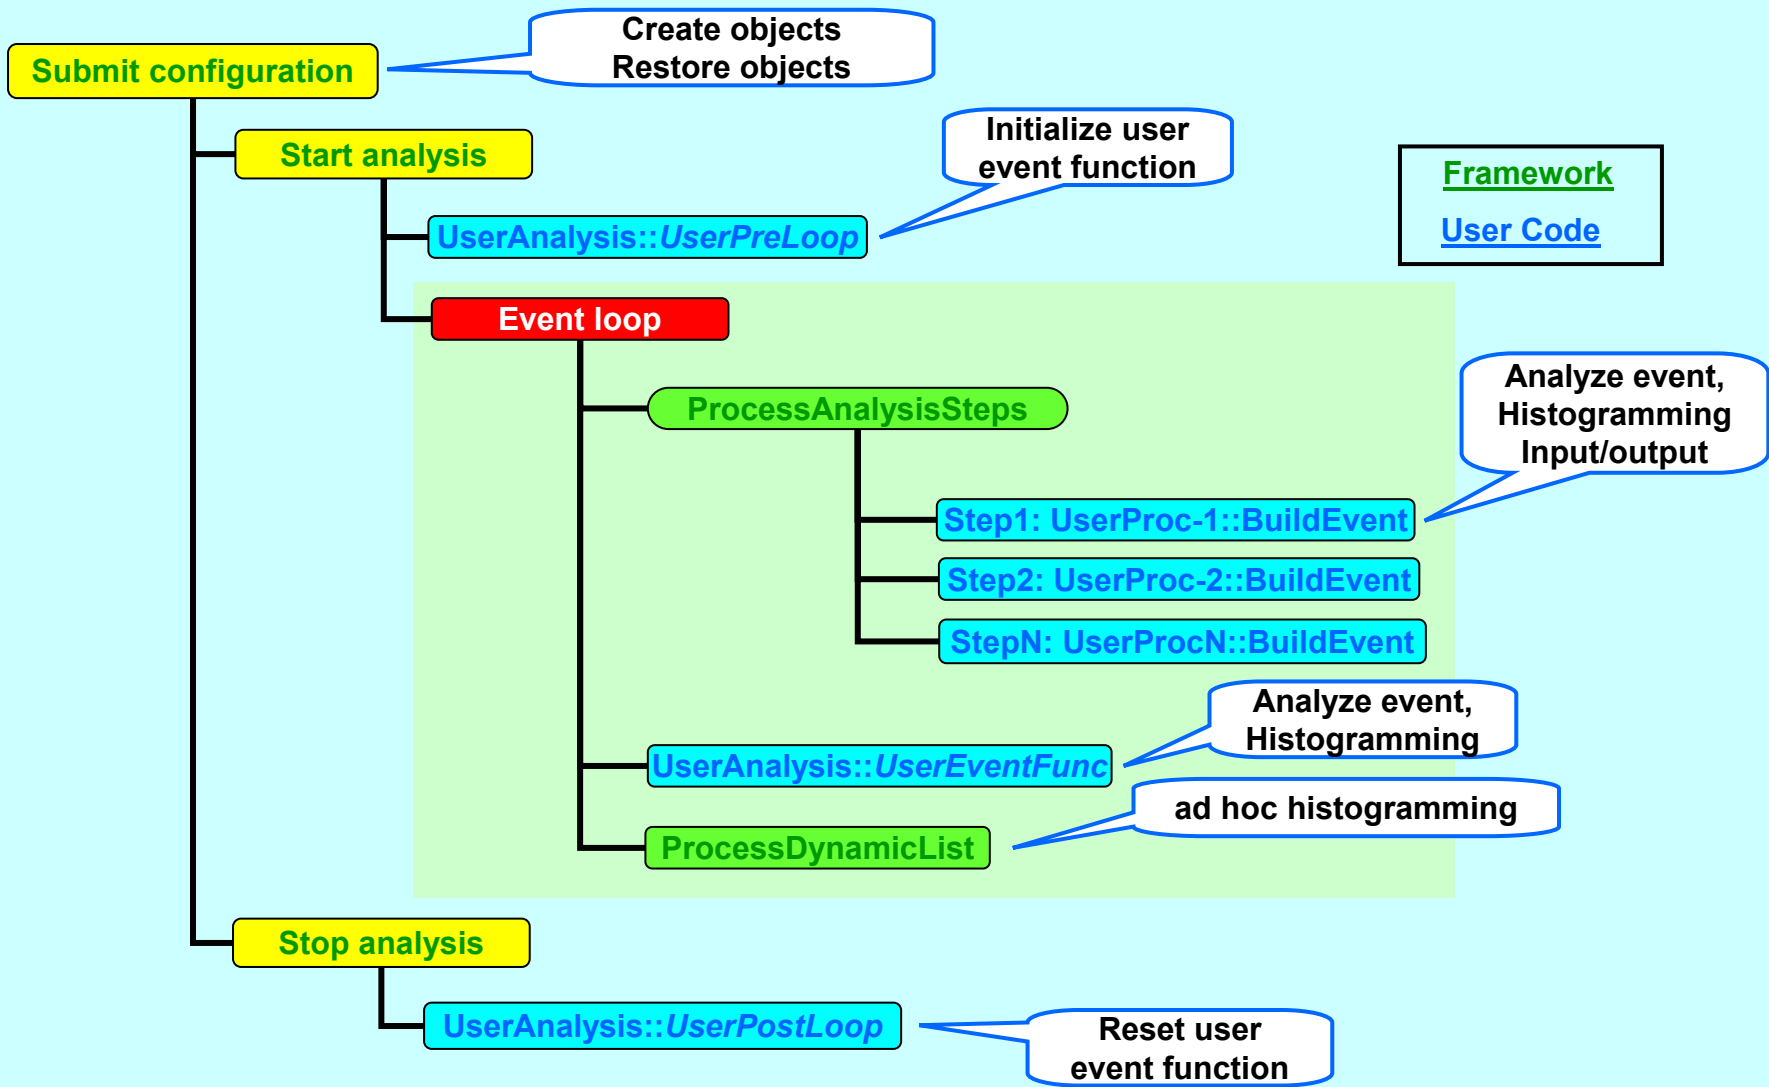 Create objects
Restore objects
Submit configuration
Initialize user
event function
Start analysis
Framework
User Code
UserAnalysis::UserPreLoop
Event loop
Analyze event,
Histogramming
Input/output
ProcessAnalysisSteps
Step1: UserProc-1::BuildEvent
Step2: UserProc-2::BuildEvent
StepN: UserProcN::BuildEvent
Analyze event,
Histogramming
UserAnalysis::UserEventFunc
ad hoc histogramming
ProcessDynamicList
Stop analysis
UserAnalysis::UserPostLoop
Reset user
event function